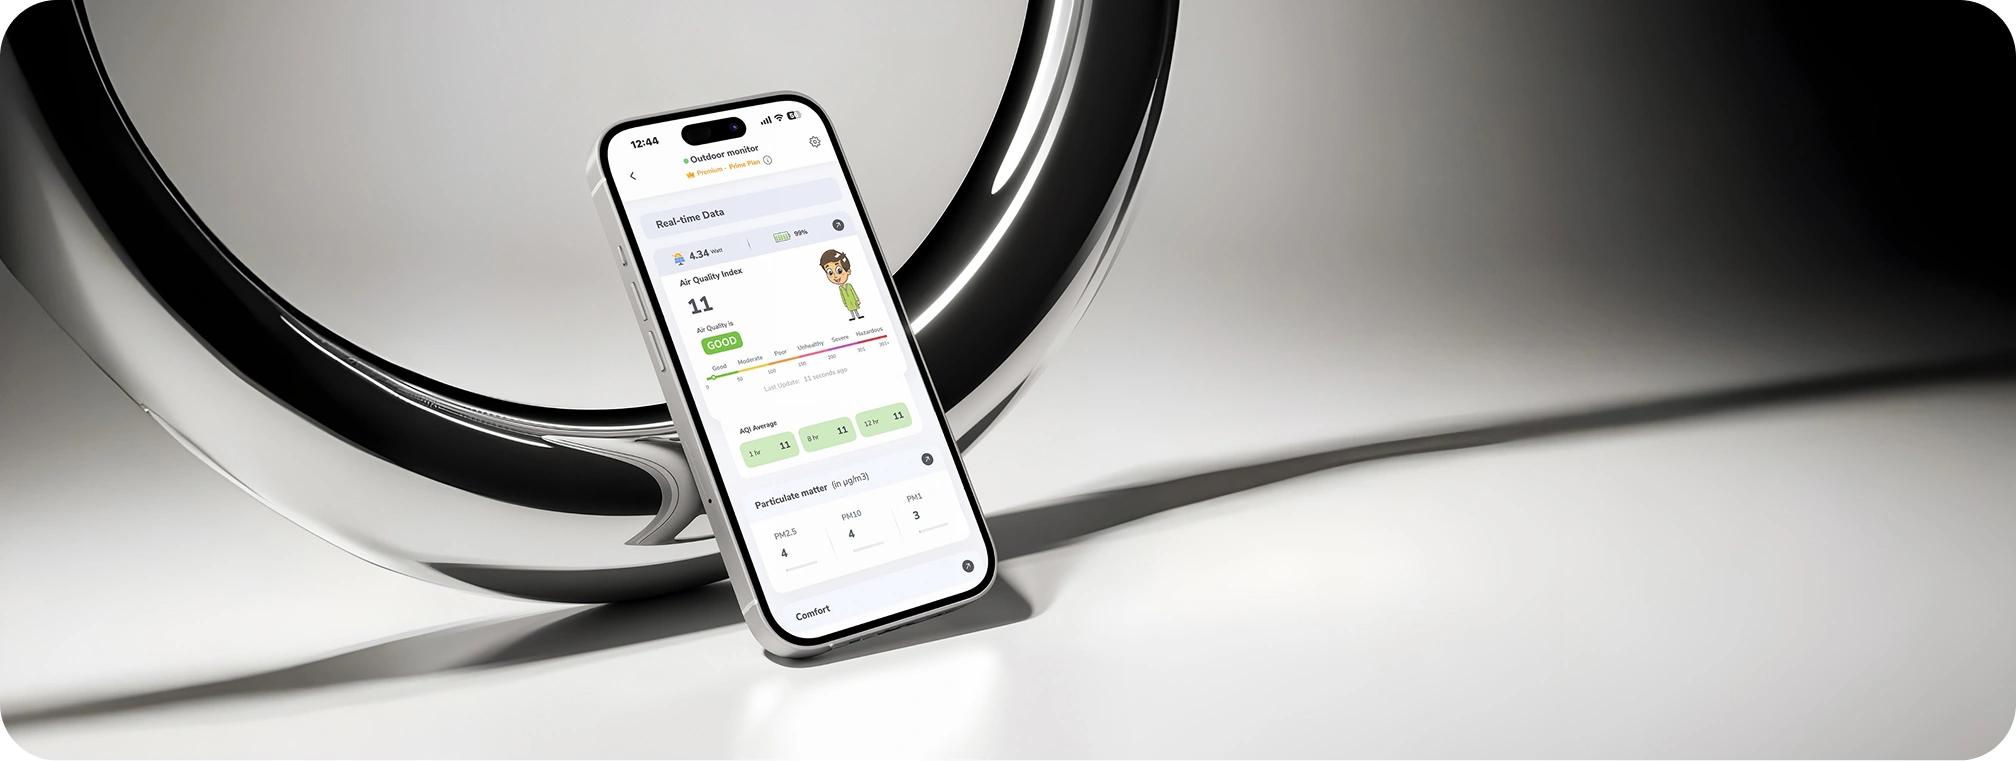 12:44
Outdoor monitor
Premium - Prime Plan
Real-time Data
4.34 Watt
99%
Air Quality Index
11
Air Quality is
GOOD
Good Moderate Poor Unhealthy Severe Hazardous
0 50 100 150 200 301 301+
Last Update: 11 seconds ago
AQI Average
1 hr 11 8 hr 11 12 hr 11
Particulate matter (in µg/m3)
PM2.5 PM10 PM1
4 4 3
Comfort